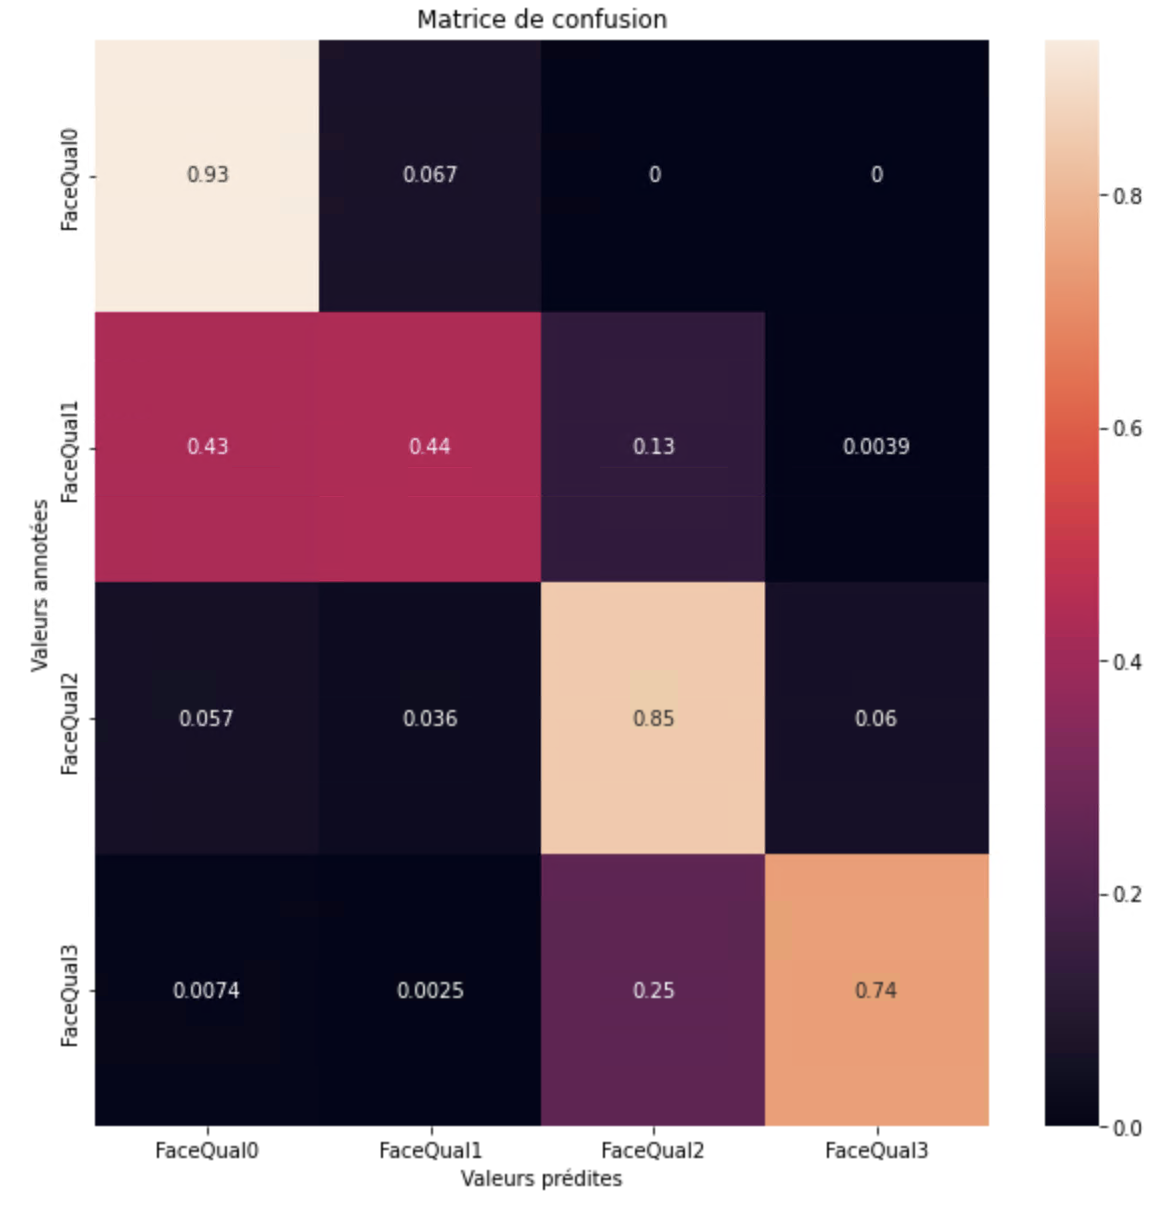 Matrice de confusion
FaceQual0
0.93 0.067 0 0
0.8
FaceQual1
0.43 0.44 0.13 0.0039
0.6
Valeurs annotées
0.4
FaceQual2
0.057 0.036 0.85 0.06
0.2
FaceQual3
0.0074 0.0025 0.25 0.74
0.0
FaceQual0 FaceQual1 FaceQual2 FaceQual3
Valeurs prédites